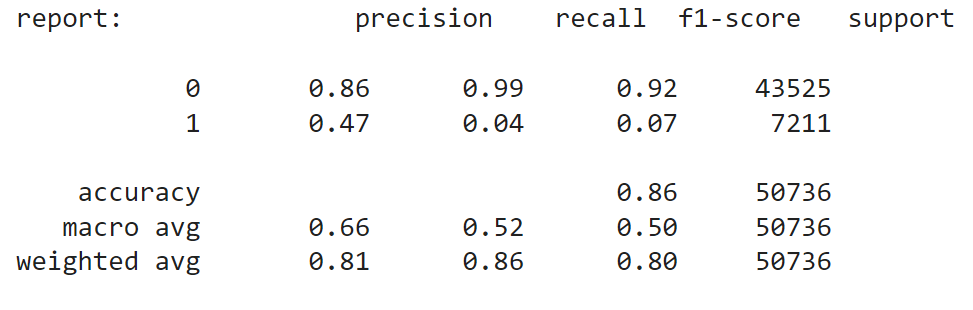 report:               precision    recall  f1-score   support

           0       0.86      0.99      0.92     43525
           1       0.47      0.04      0.07      7211

    accuracy                           0.86     50736
   macro avg       0.66      0.52      0.50     50736
weighted avg       0.81      0.86      0.80     50736